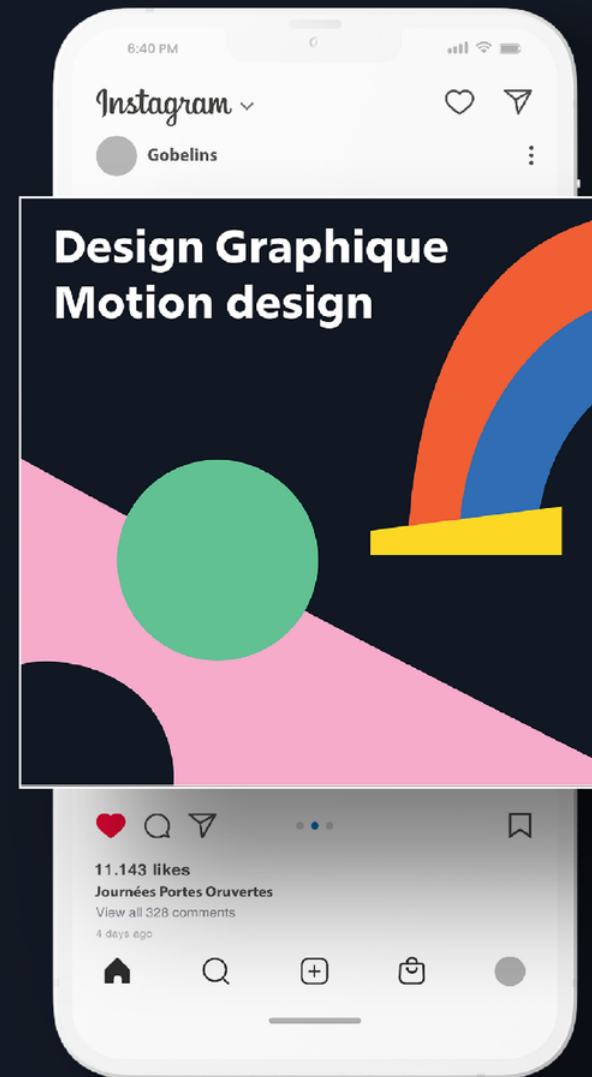 6:40 PM
Instagram
Gobelins
Design Graphique
Motion design
11.143 likes
Journées Portes Oruvertes
View all 328 comments
4 days ago